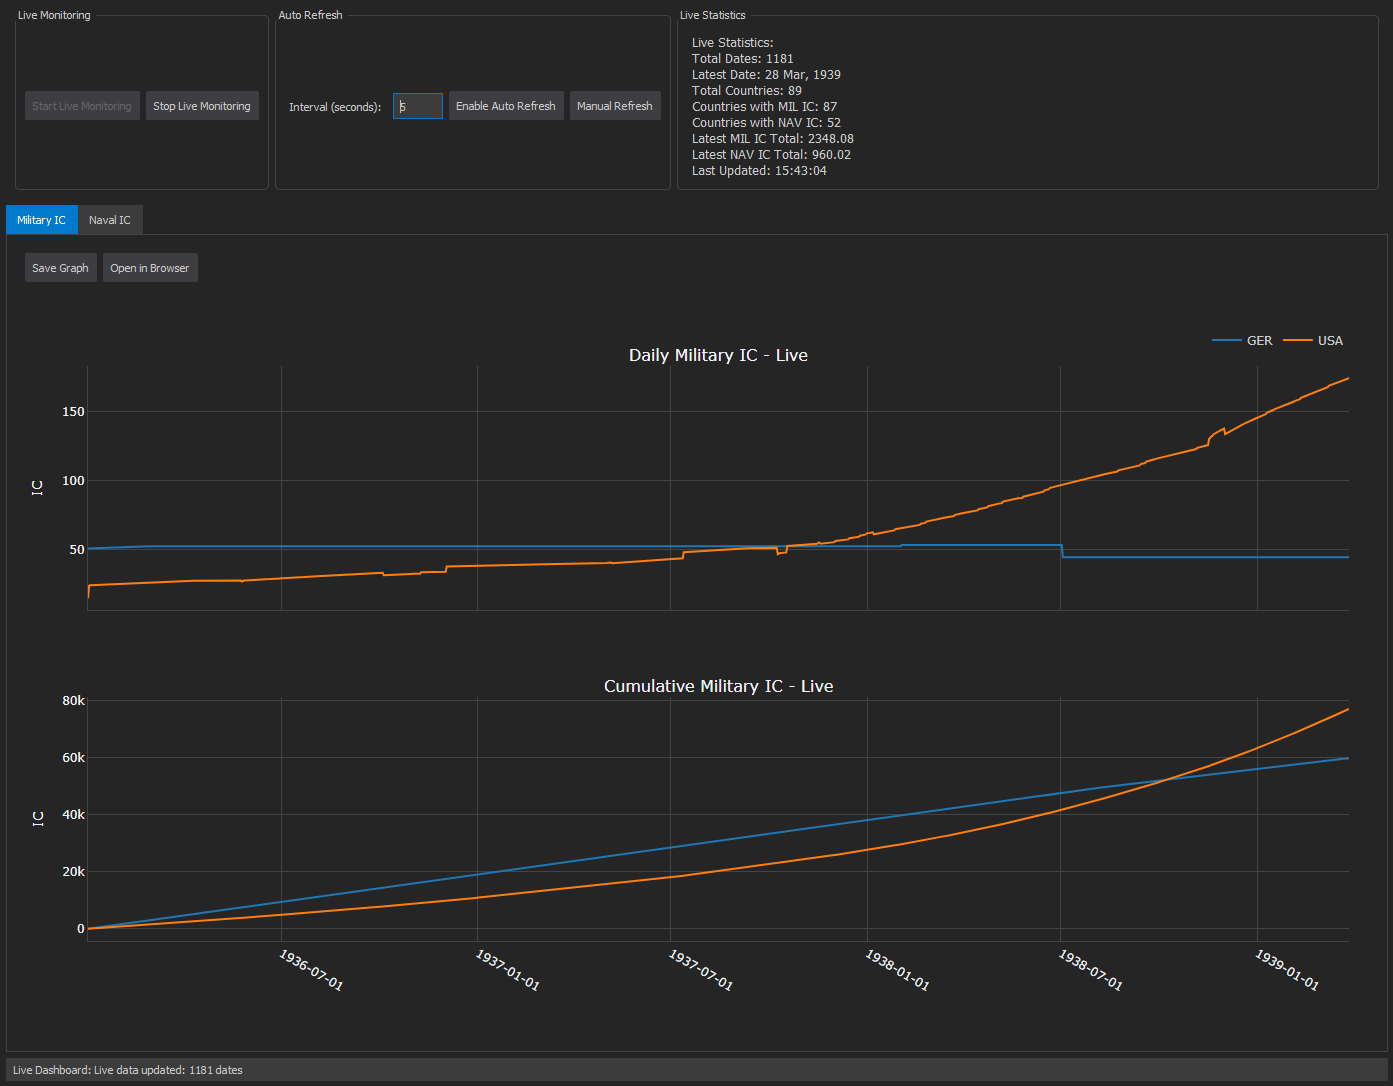 Live Monitoring
Auto Refresh
Live Statistics
Start Live Monitoring
Stop Live Monitoring
Interval (seconds):
5
Enable Auto Refresh
Manual Refresh
Live Statistics:
Total Dates: 1181
Latest Date: 28 Mar, 1939
Total Countries: 89
Countries with MIL IC: 87
Countries with NAV IC: 52
Latest MIL IC Total: 2348.08
Latest NAV IC Total: 960.02
Last Updated: 15:43:04
Military IC
Naval IC
Save Graph
Open in Browser
GER
USA
Daily Military IC - Live
150
100
50
IC
Cumulative Military IC - Live
80k
60k
40k
20k
0
IC
1936-07-01
1937-01-01
1937-07-01
1938-01-01
1938-07-01
1939-01-01
Live Dashboard: Live data updated: 1181 dates